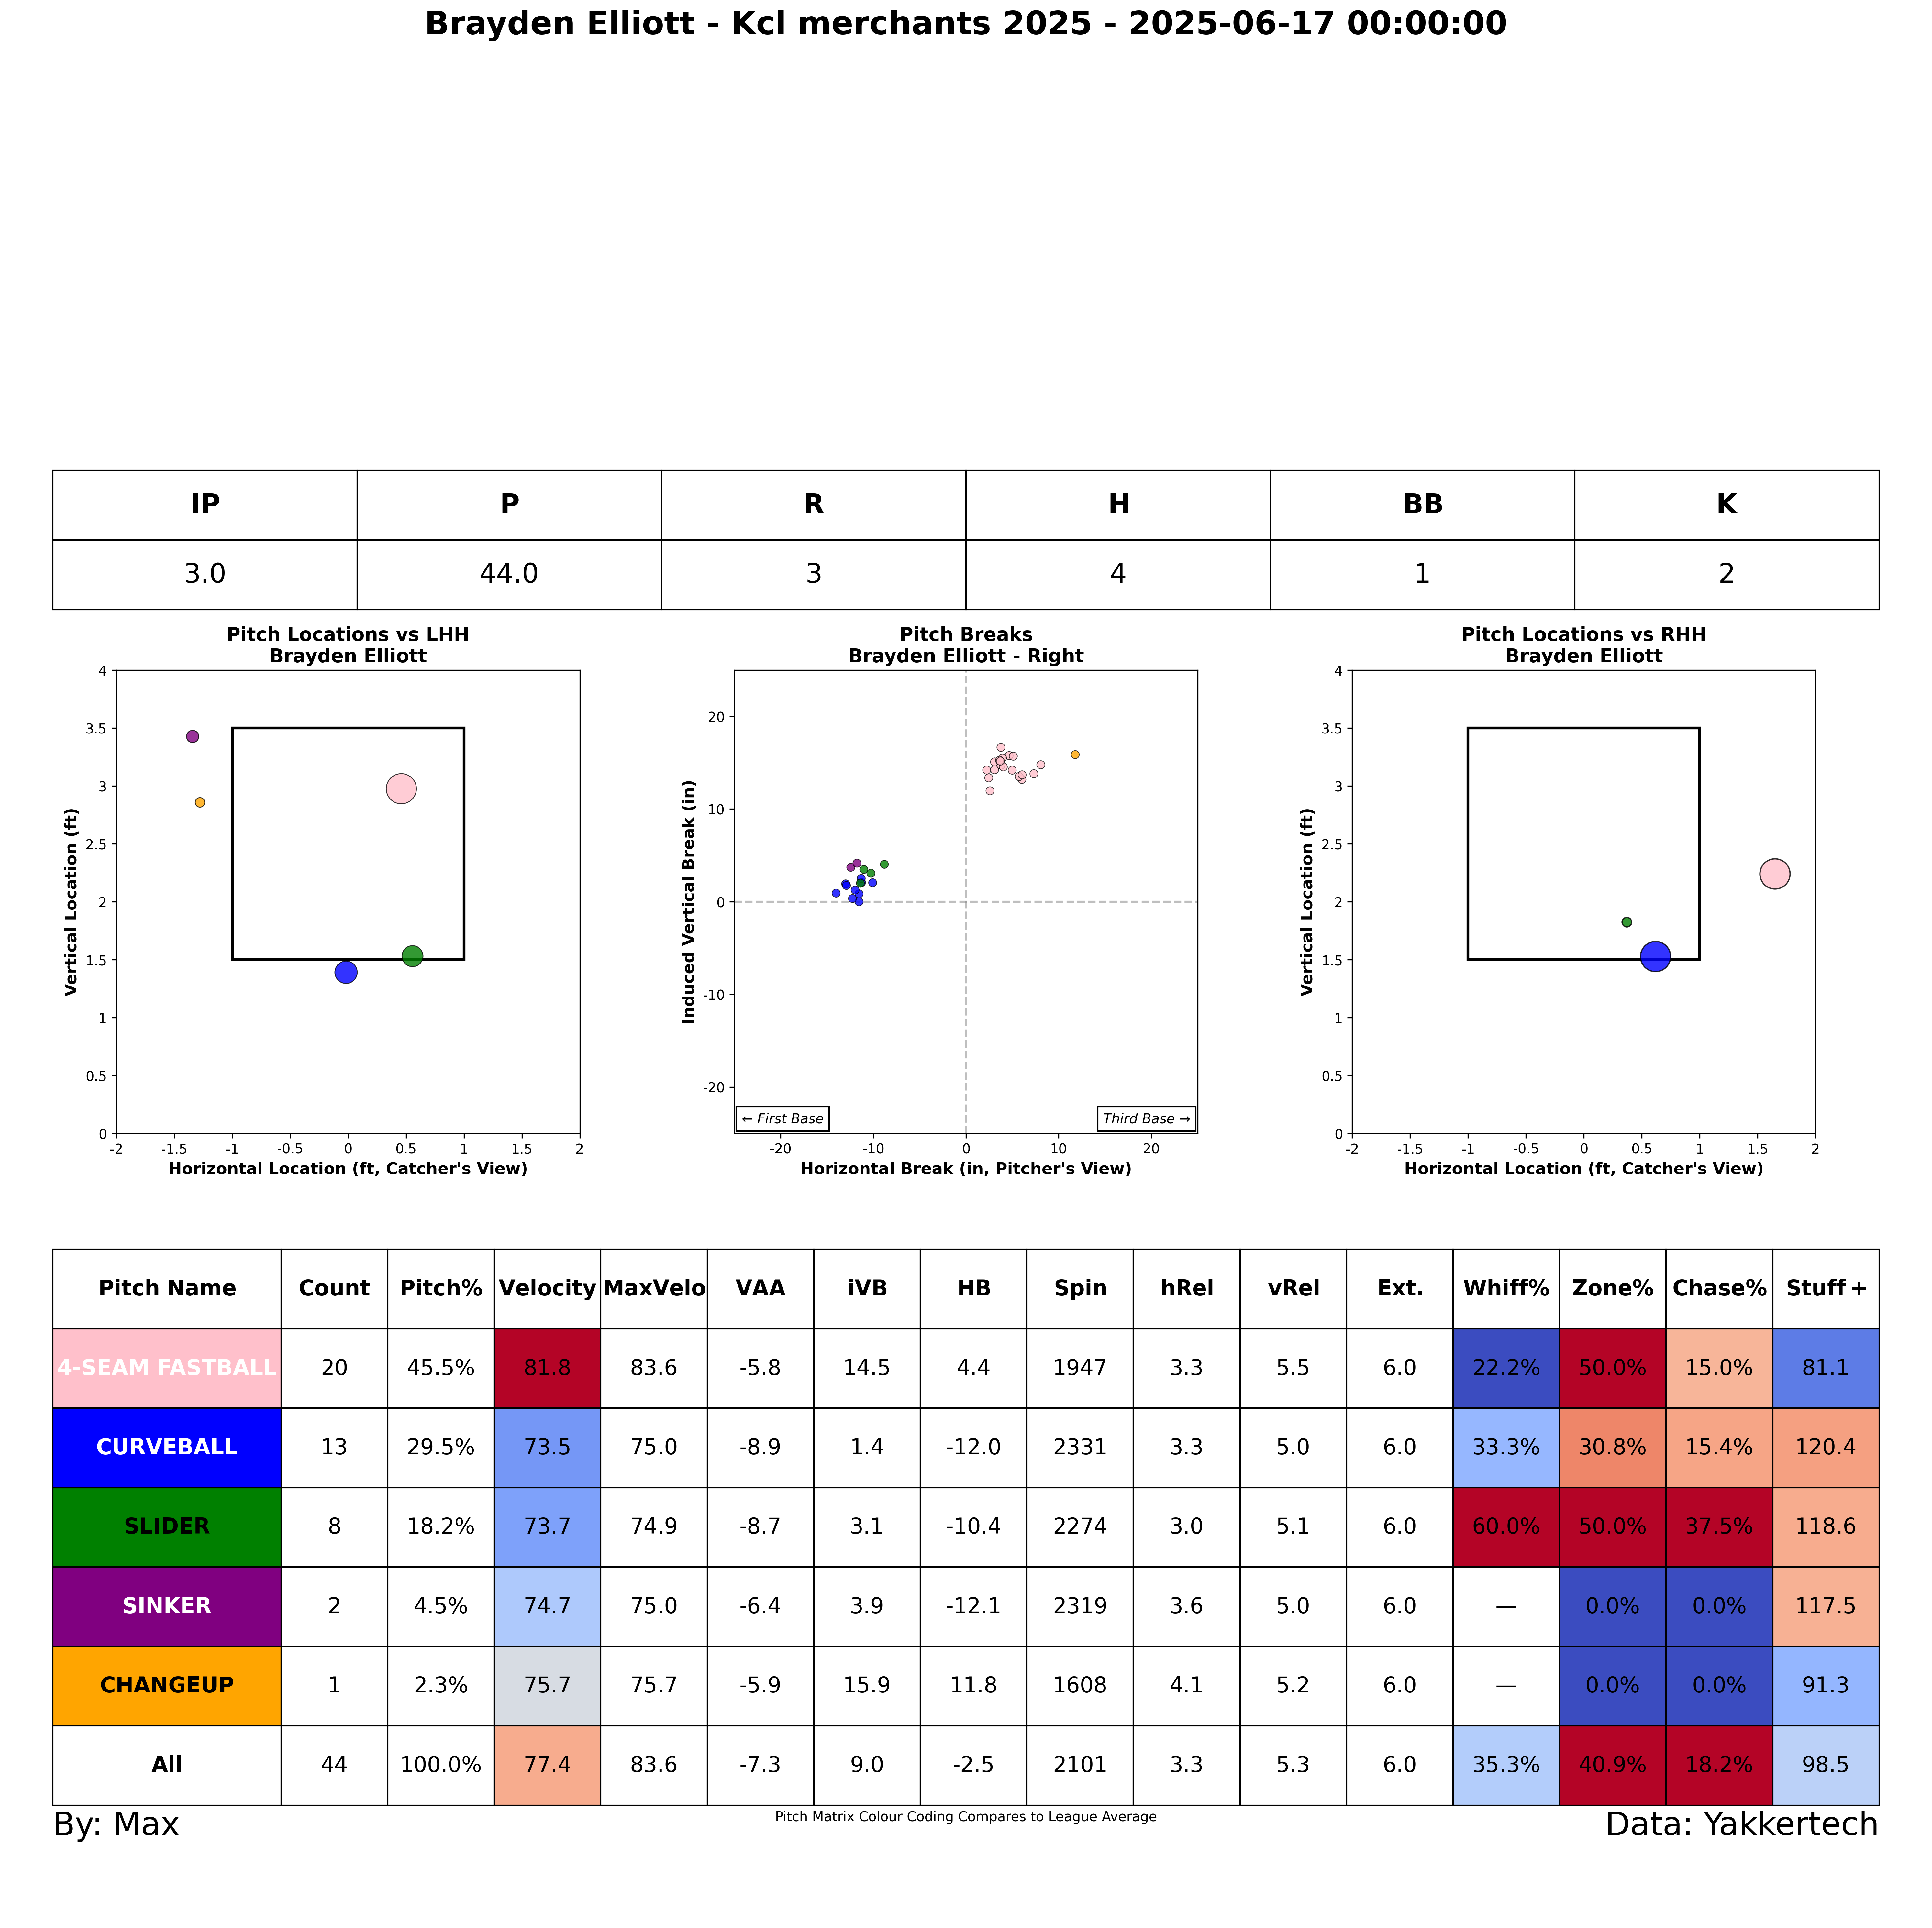 Brayden Elliott - Kcl merchants 2025 - 2025-06-17 00:00:00
IP P R H BB K
3.0 44.0 3 4 1 2
Pitch Locations vs LHH
Brayden Elliott
4
3.5
3
2.5
2
1.5
1
0.5
0
-2 -1.5 -1 -0.5 0 0.5 1 1.5 2
Vertical Location (ft)
Horizontal Location (ft, Catcher's View)
Pitch Breaks
Brayden Elliott - Right
20
10
0
-10
-20
← First Base Third Base →
-20 -10 0 10 20
Induced Vertical Break (in)
Horizontal Break (in, Pitcher's View)
Pitch Locations vs RHH
Brayden Elliott
4
3.5
3
2.5
2
1.5
1
0.5
0
-2 -1.5 -1 -0.5 0 0.5 1 1.5 2
Vertical Location (ft)
Horizontal Location (ft, Catcher's View)
Pitch Name Count Pitch% Velocity MaxVelo VAA iVB HB Spin hRel vRel Ext. Whiff% Zone% Chase% Stuff+
4-SEAM FASTBALL 20 45.5% 81.8 83.6 -5.8 14.5 4.4 1947 3.3 5.5 6.0 22.2% 50.0% 15.0% 81.1
CURVEBALL 13 29.5% 73.5 75.0 -8.9 1.4 -12.0 2331 3.3 5.0 6.0 33.3% 30.8% 15.4% 120.4
SLIDER 8 18.2% 73.7 74.9 -8.7 3.1 -10.4 2274 3.0 5.1 6.0 60.0% 50.0% 37.5% 118.6
SINKER 2 4.5% 74.7 75.0 -6.4 3.9 -12.1 2319 3.6 5.0 6.0 — 0.0% 0.0% 117.5
CHANGEUP 1 2.3% 75.7 75.7 -5.9 15.9 11.8 1608 4.1 5.2 6.0 — 0.0% 0.0% 91.3
All 44 100.0% 77.4 83.6 -7.3 9.0 -2.5 2101 3.3 5.3 6.0 35.3% 40.9% 18.2% 98.5
By: Max
Pitch Matrix Colour Coding Compares to League Average
Data: Yakkertech